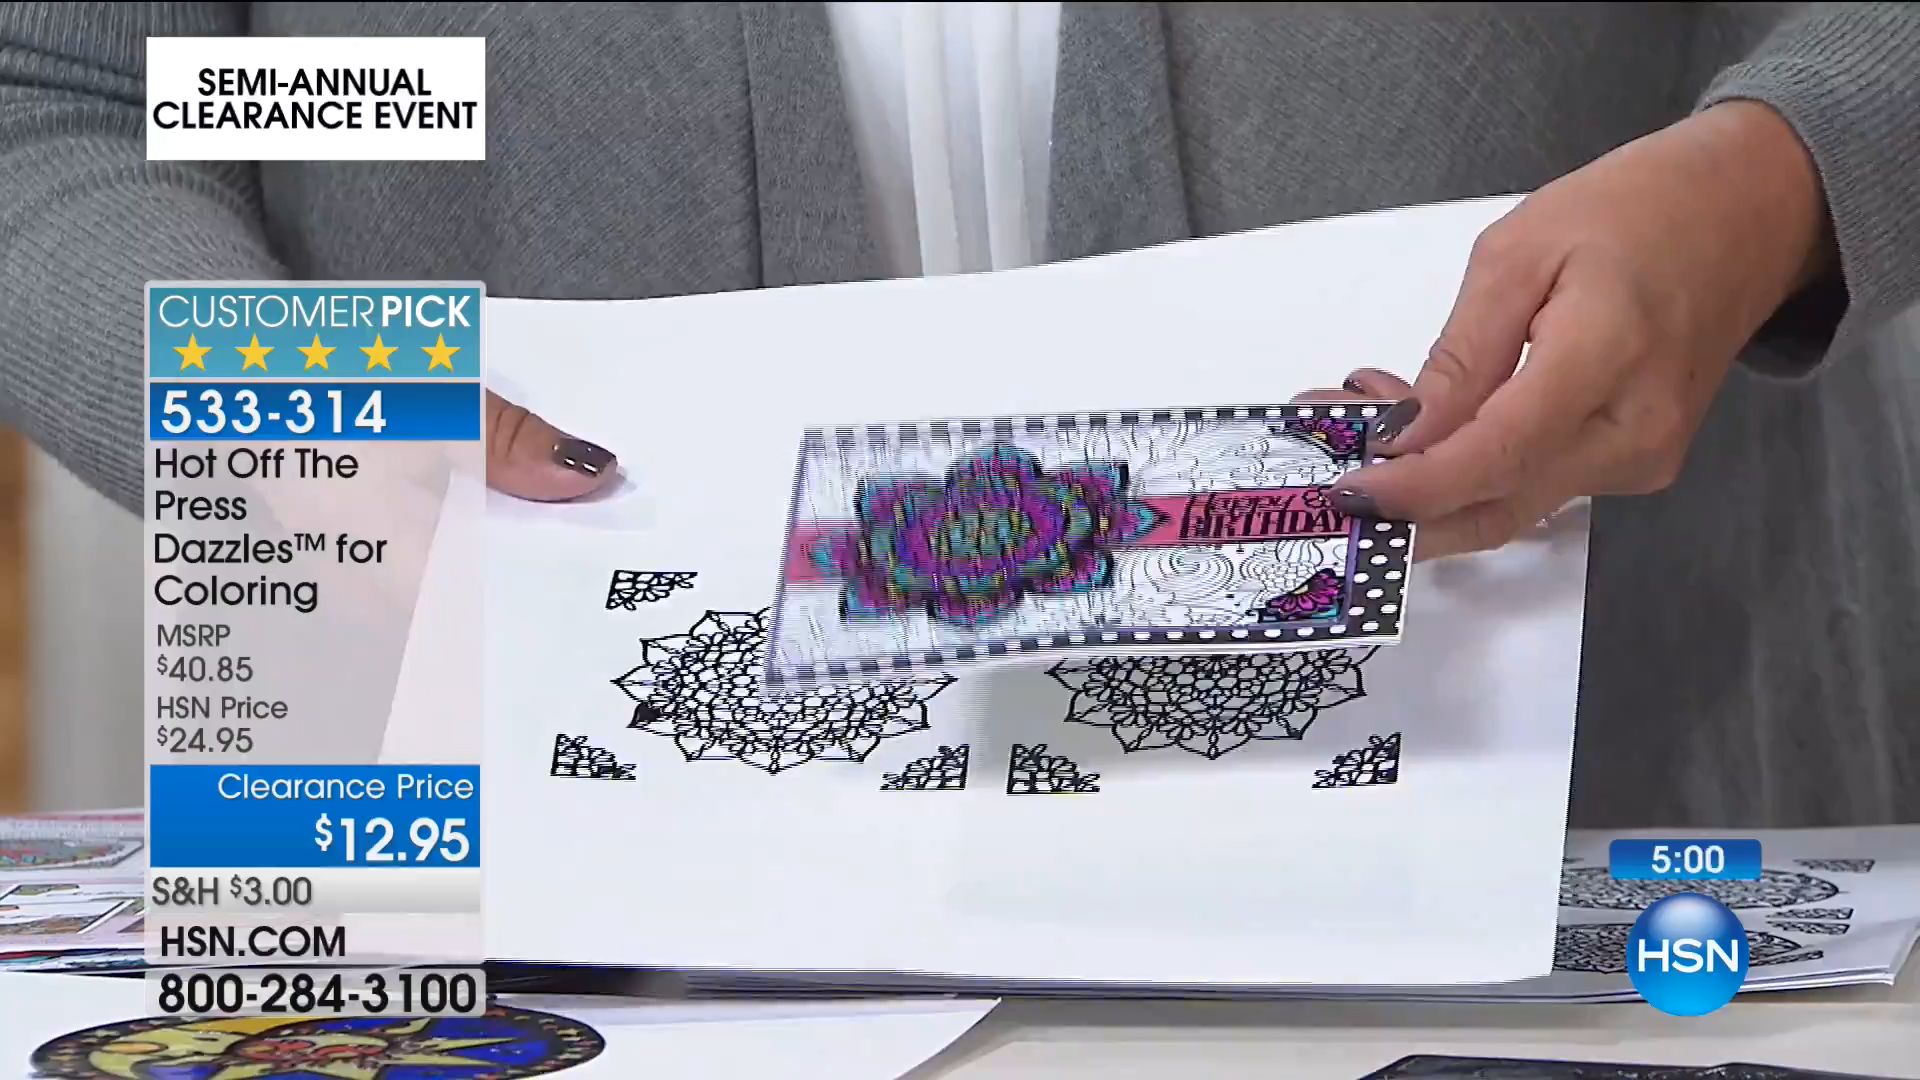 SEMI-ANNUAL
CLEARANCE EVENT
CUSTOMER PICK
533-314
Hot Off The
Press
Dazzles™ for
Coloring
MSRP
$40.85
HSN Price
$24.95
Clearance Price
$12.95
S&H $3.00
HSN.COM
800-284-3100
Happy
BIRTHDAY
5:00
HSN